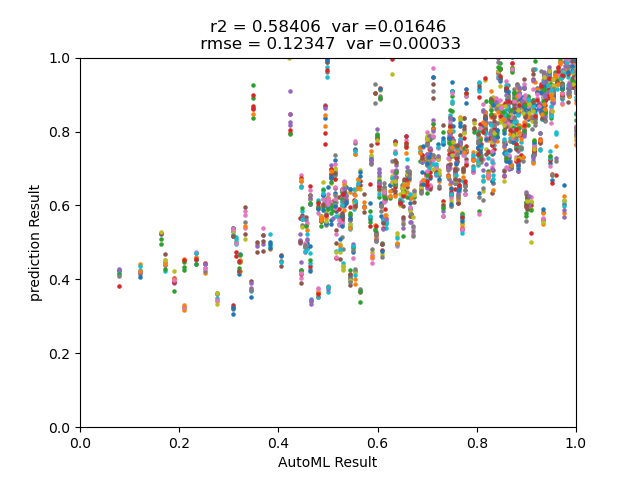 r2 = 0.58406  var =0.01646
rmse = 0.12347  var =0.00033
1.0
0.8
0.6
0.4
0.2
0.0
prediction Result
0.0 0.2 0.4 0.6 0.8 1.0
AutoML Result